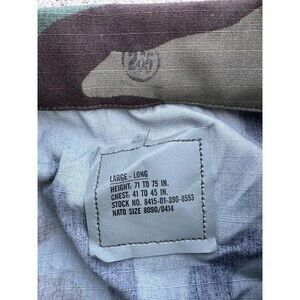 LARGE - LONG
HEIGHT: 71 TO 75 IN.
CHEST: 41 TO 45 IN.
STOCK NO. 8415-01-390-8553
NATO SIZE 8090/0414